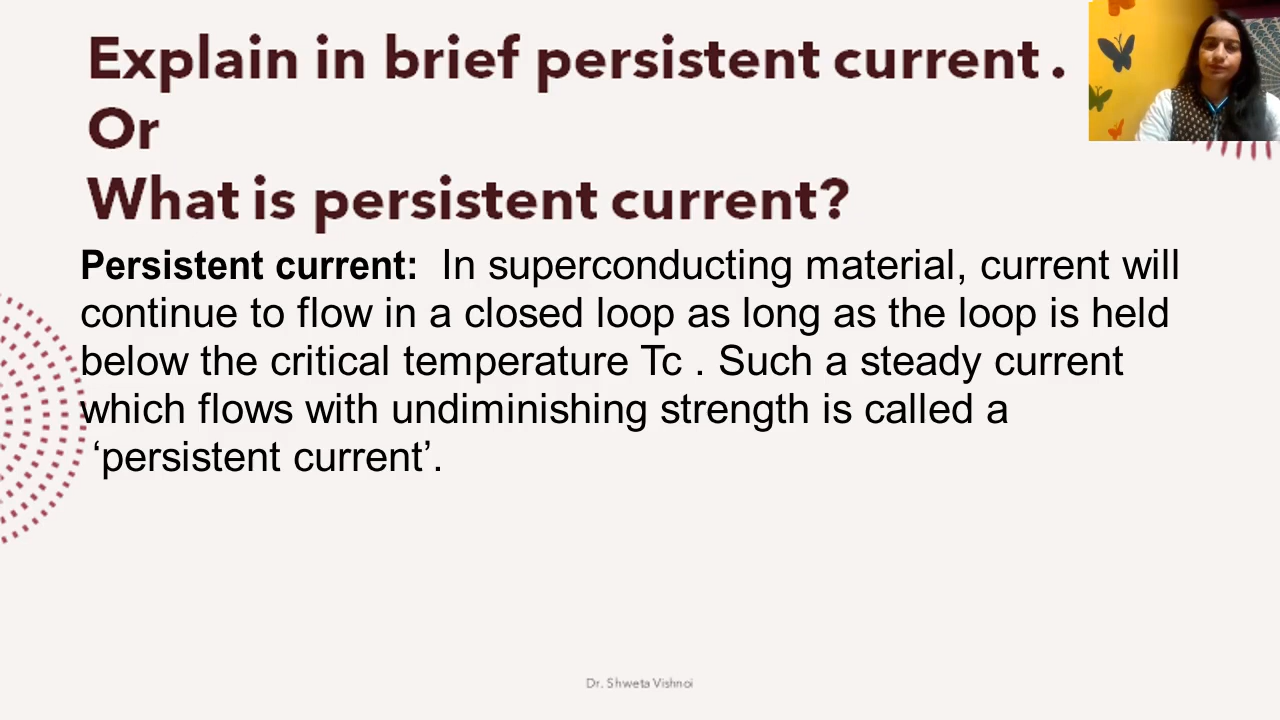 Explain in brief persistent current .
Or
What is persistent current?
Persistent current:  In superconducting material, current will
continue to flow in a closed loop as long as the loop is held
below the critical temperature Tc . Such a steady current
which flows with undiminishing strength is called a
‘persistent current’.
Dr. Shweta Vishnoi